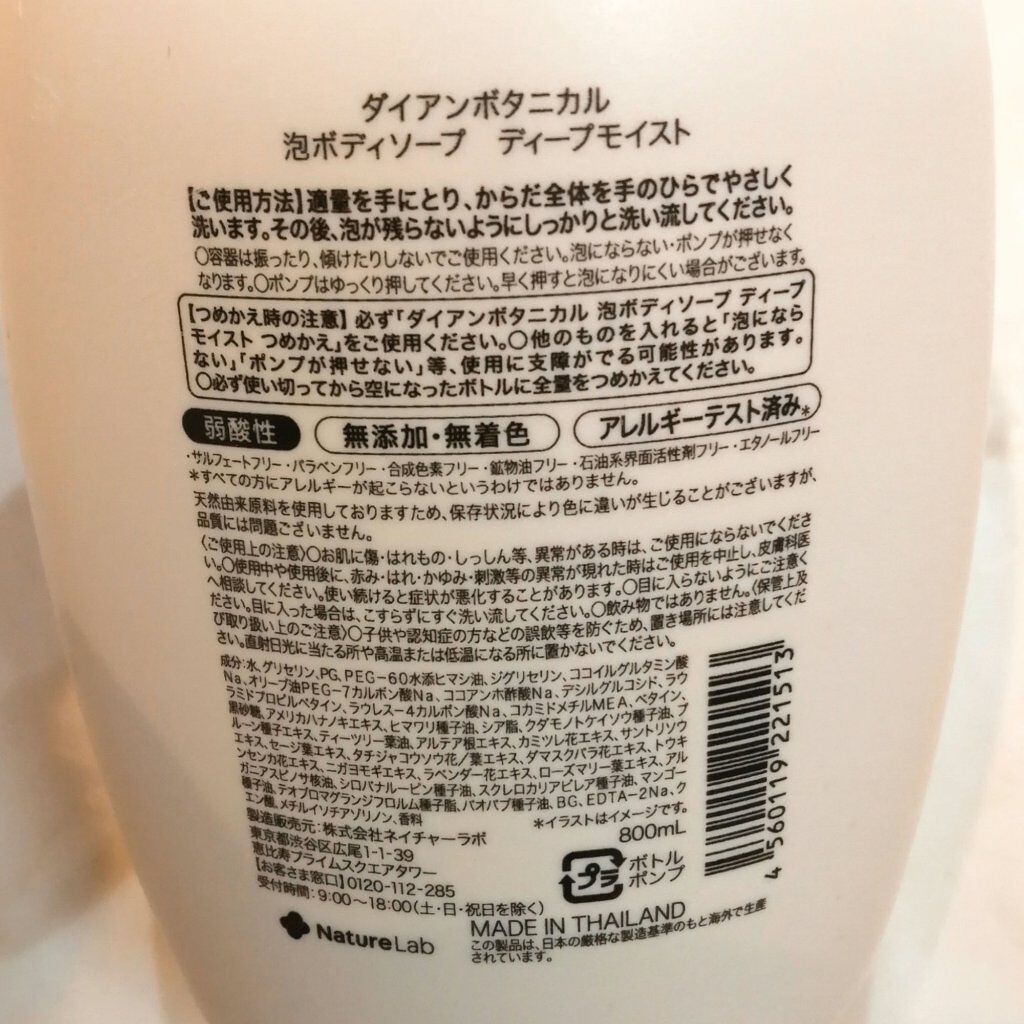 ダイアンボタニカル
泡ボディソープ ディープモイスト
【ご使用方法】適量を手にとり、からだ全体を手のひらでやさしく
洗います。その後、泡が残らないようにしっかりと洗い流してください。
〇容器は振ったり、傾けたりしないでご使用ください。泡にならない・ポンプが押せなく
なります。〇ポンプはゆっくり押してください。早く押すと泡になりにくい場合がございます。
【つめかえ時の注意】必ず「ダイアンボタニカル 泡ボディソープ ディープ
モイスト つめかえ」をご使用ください。〇他のものを入れると「泡になら
ない」「ポンプが押せない」等、使用に支障がでる可能性があります。
〇必ず使い切ってから空になったボトルに全量をつめかえてください。
弱酸性 無添加・無着色 アレルギーテスト済み*
・サルフェートフリー・パラベンフリー・合成色素フリー・鉱物油フリー・石油系界面活性剤フリー・エタノールフリー
*すべての方にアレルギーが起こらないというわけではありません。
天然由来原料を使用しておりますため、保存状況により色に違いが生じることがございますが、
品質には問題ございません。
〈ご使用上の注意〉〇お肌に傷・はれもの・しっしん等、異常がある時は、ご使用にならないでくださ
い。〇使用中や使用後に、赤み・はれ・かゆみ・刺激等の異常が現れた時はご使用を中止し、皮膚科医
へ相談してください。使い続けると症状が悪化することがあります。〇目に入らないようにご注意く
ださい。目に入った場合は、こすらずにすぐ洗い流してください。〇飲み物ではありません。〈保管上及
び取り扱い上のご注意〉〇子供や認知症の方などの誤飲等を防ぐため、置き場所には注意してくだ
さい。直射日光に当たる所や高温または低温になる所に置かないでください。
成分：水、グリセリン、PG、PEG-60水添ヒマシ油、ジグリセリン、ココイルグルタミン酸
Na、オリーブ油PEG-7カルボン酸Na、ココアンホ酢酸Na、デシルグルコシド、ラウ
ラミドプロピルベタイン、ラウレス-4カルボン酸Na、コカミドメチルMEA、ベタイン、
黒砂糖、アメリカハナノキエキス、ヒマワリ種子油、シア脂、クダモノトケイソウ種子油、プ
ルーン種子エキス、ティーツリー葉油、アルテア根エキス、カミツレ花エキス、サントリソウ
エキス、セージ葉エキス、タチジャコウソウ花/葉エキス、ダマスクバラ花エキス、トウキ
ンセンカ花エキス、ニガヨモギエキス、ラベンダー花エキス、ローズマリー葉エキス、アル
ガニアスピノサ核油、シロバナルーピン種子油、スクレロカリアビレア種子油、マンゴー
種子油、テオブロマグランジフロルム種子脂、バオバブ種子油、BG、EDTA-2Na、ク
エン酸、メチルイソチアゾリノン、香料
*イラストはイメージです。
800mL
製造販売元：株式会社ネイチャーラボ
東京都渋谷区広尾1-1-39
恵比寿プライムスクエアタワー
【お客さま窓口】0120-112-285
受付時間：9:00〜18:00(土・日・祝日を除く)
プラ
ボトル
ポンプ
4 560119 221513
NatureLab
MADE IN THAILAND
この製品は、日本の厳格な製造基準のもと海外で生産
されています。